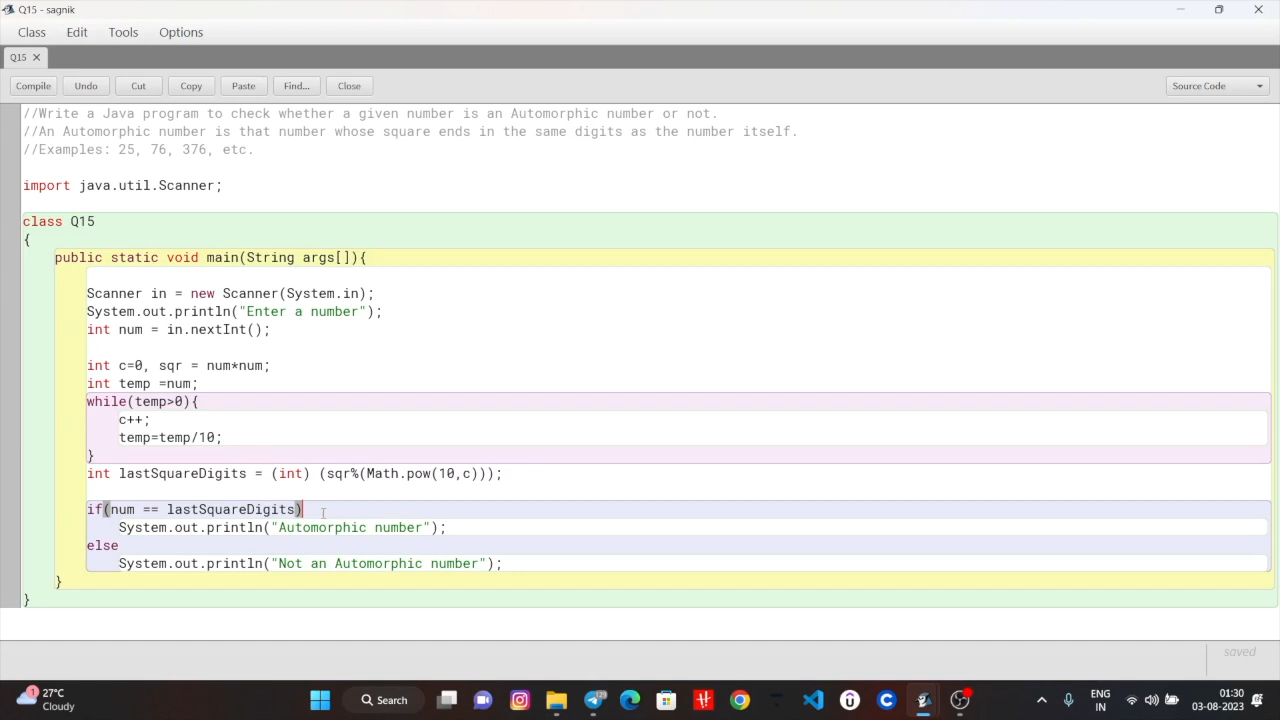 Q15 - sagnik
Class Edit Tools Options
Q15
Compile Undo Cut Copy Paste Find... Close Source Code
//Write a Java program to check whether a given number is an Automorphic number or not.
//An Automorphic number is that number whose square ends in the same digits as the number itself.
//Examples: 25, 76, 376, etc.
import java.util.Scanner;
class Q15
{
public static void main(String args[]){
Scanner in = new Scanner(System.in);
System.out.println("Enter a number");
int num = in.nextInt();
int c=0, sqr = num*num;
int temp =num;
while(temp>0){
c++;
temp=temp/10;
}
int lastSquareDigits = (int) (sqr%(Math.pow(10,c)));
if(num == lastSquareDigits)
System.out.println("Automorphic number");
else
System.out.println("Not an Automorphic number");
}
}
saved
1
27°C
Cloudy
Search
ENG
IN
01:30
03-08-2023